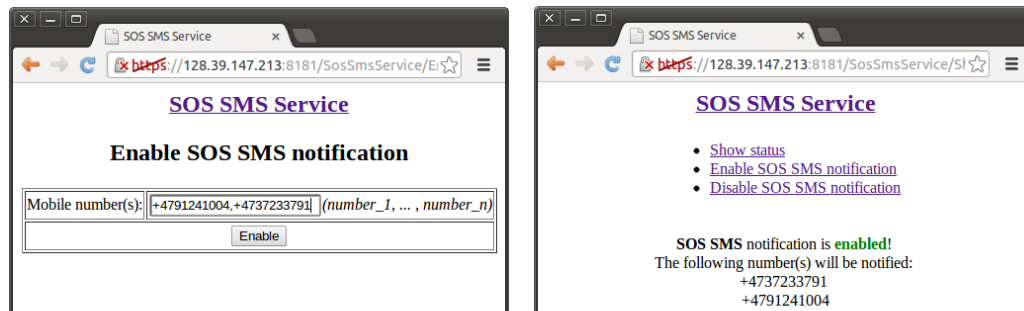 SOS SMS Service
https://128.39.147.213:8181/SosSmsService/E
SOS SMS Service
Enable SOS SMS notification
Mobile number(s): +4791241004,+4737233791 (number_1, ... , number_n)
Enable
SOS SMS Service
https://128.39.147.213:8181/SosSmsService/S
SOS SMS Service
Show status
Enable SOS SMS notification
Disable SOS SMS notification
SOS SMS notification is enabled!
The following number(s) will be notified:
+4737233791
+4791241004